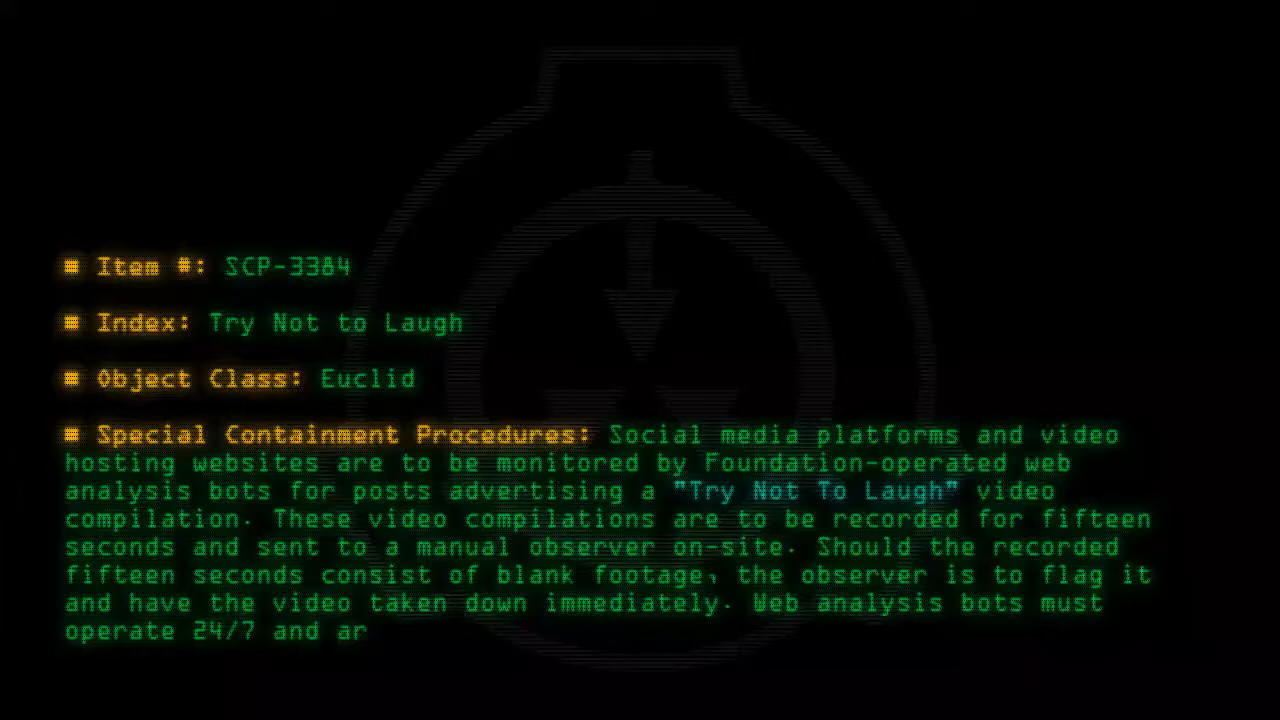 ■ Item #: SCP-3384
■ Index: Try Not to Laugh
■ Object Class: Euclid
■ Special Containment Procedures: Social media platforms and video
hosting websites are to be monitored by Foundation-operated web
analysis bots for posts advertising a "Try Not To Laugh" video
compilation. These video compilations are to be recorded for fifteen
seconds and sent to a manual observer on-site. Should the recorded
fifteen seconds consist of blank footage, the observer is to flag it
and have the video taken down immediately. Web analysis bots must
operate 24/7 and ar